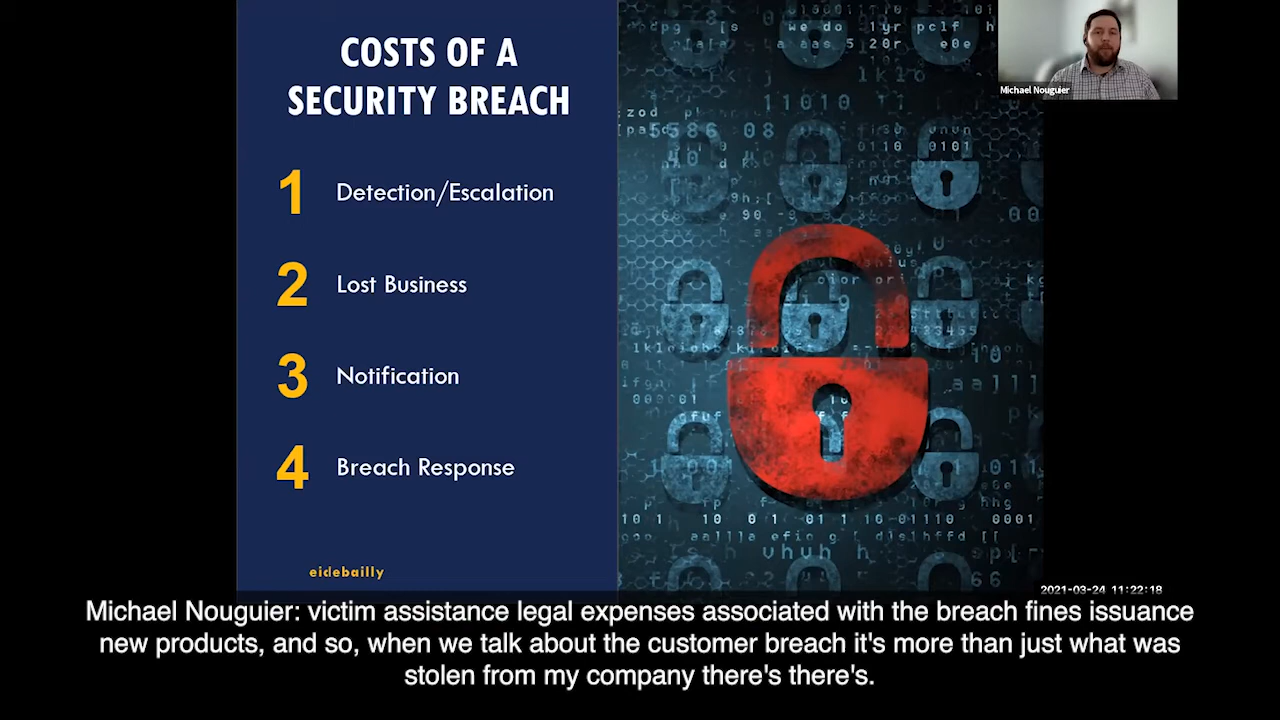 COSTS OF A
SECURITY BREACH
1 Detection/Escalation
2 Lost Business
3 Notification
4 Breach Response
eidebailly
Michael Nouguier
2021-03-24 11:22:18
Michael Nouguier: victim assistance legal expenses associated with the breach fines issuance
new products, and so, when we talk about the customer breach it's more than just what was
stolen from my company there's there's.